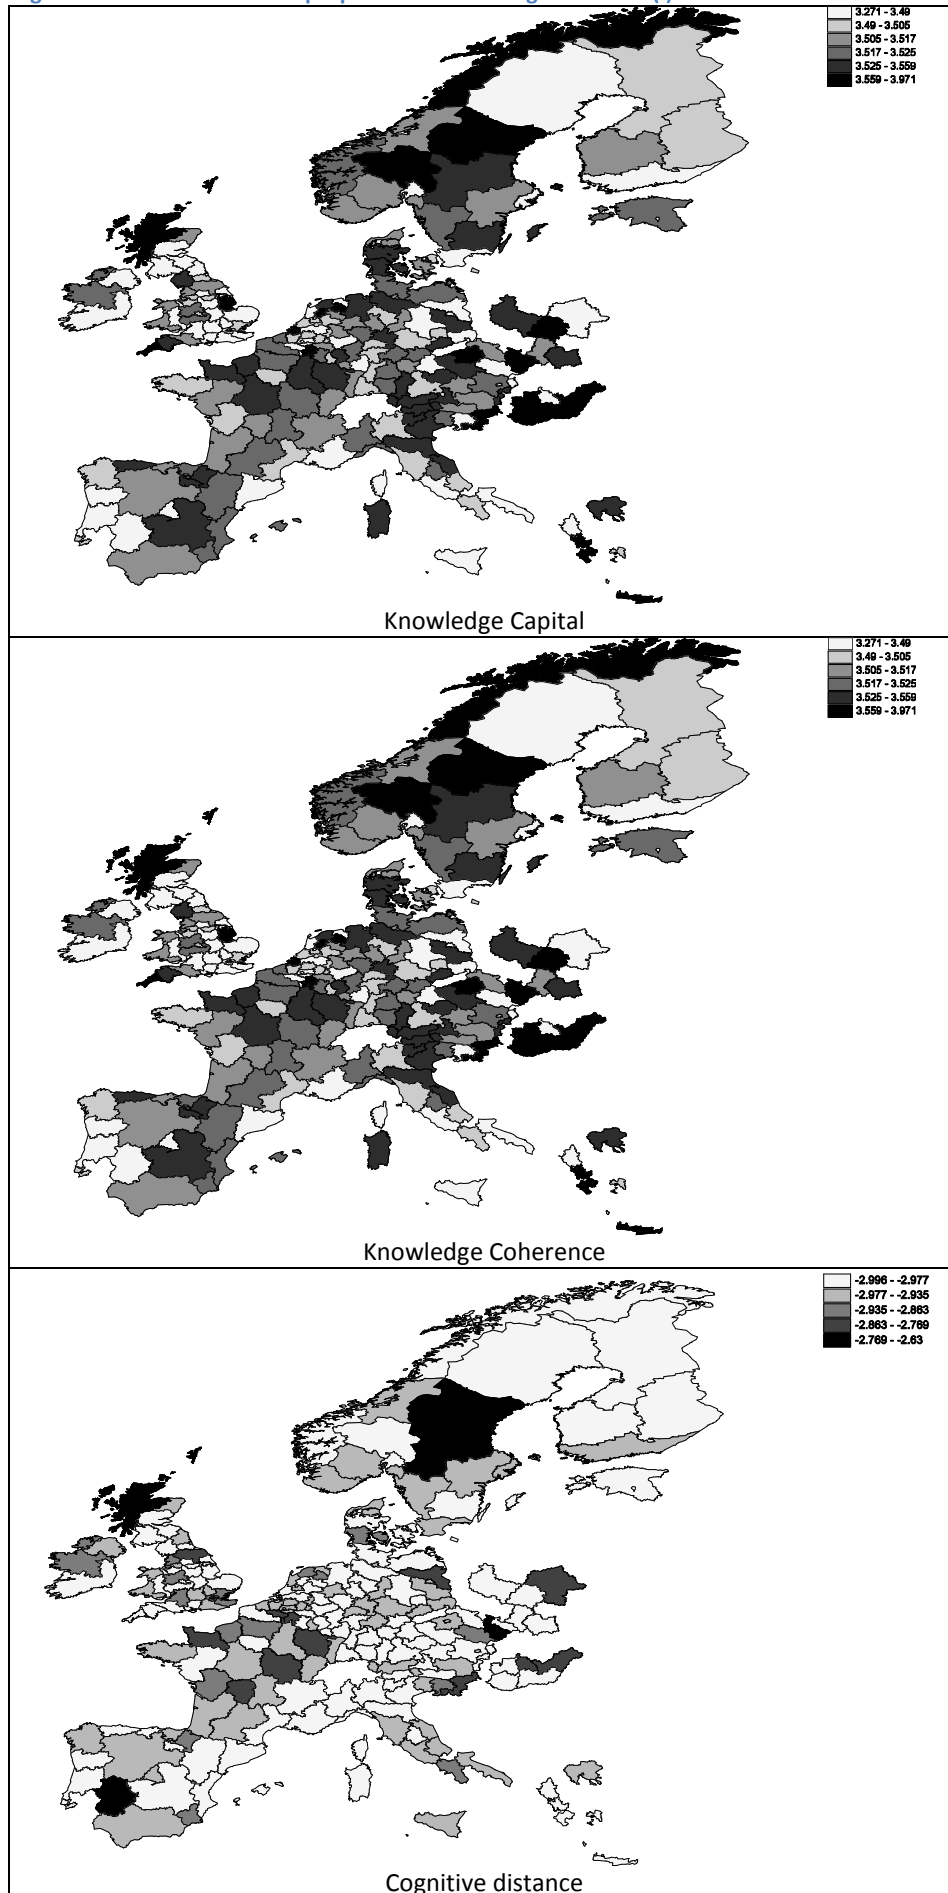 3.271 - 3.49
3.49 - 3.505
3.505 - 3.517
3.517 - 3.525
3.525 - 3.559
3.559 - 3.971
Knowledge Capital
3.271 - 3.49
3.49 - 3.505
3.505 - 3.517
3.517 - 3.525
3.525 - 3.559
3.559 - 3.971
Knowledge Coherence
-2.996 - -2.977
-2.977 - -2.935
-2.935 - -2.863
-2.863 - -2.769
-2.769 - -2.63
Cognitive distance